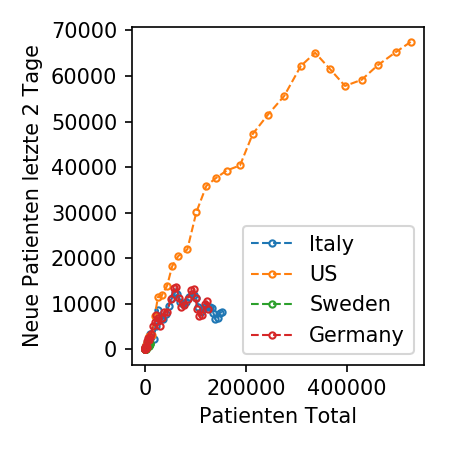 70000
60000
50000
40000
30000
20000
10000
0
Neue Patienten letzte 2 Tage
Italy
US
Sweden
Germany
0 200000 400000
Patienten Total